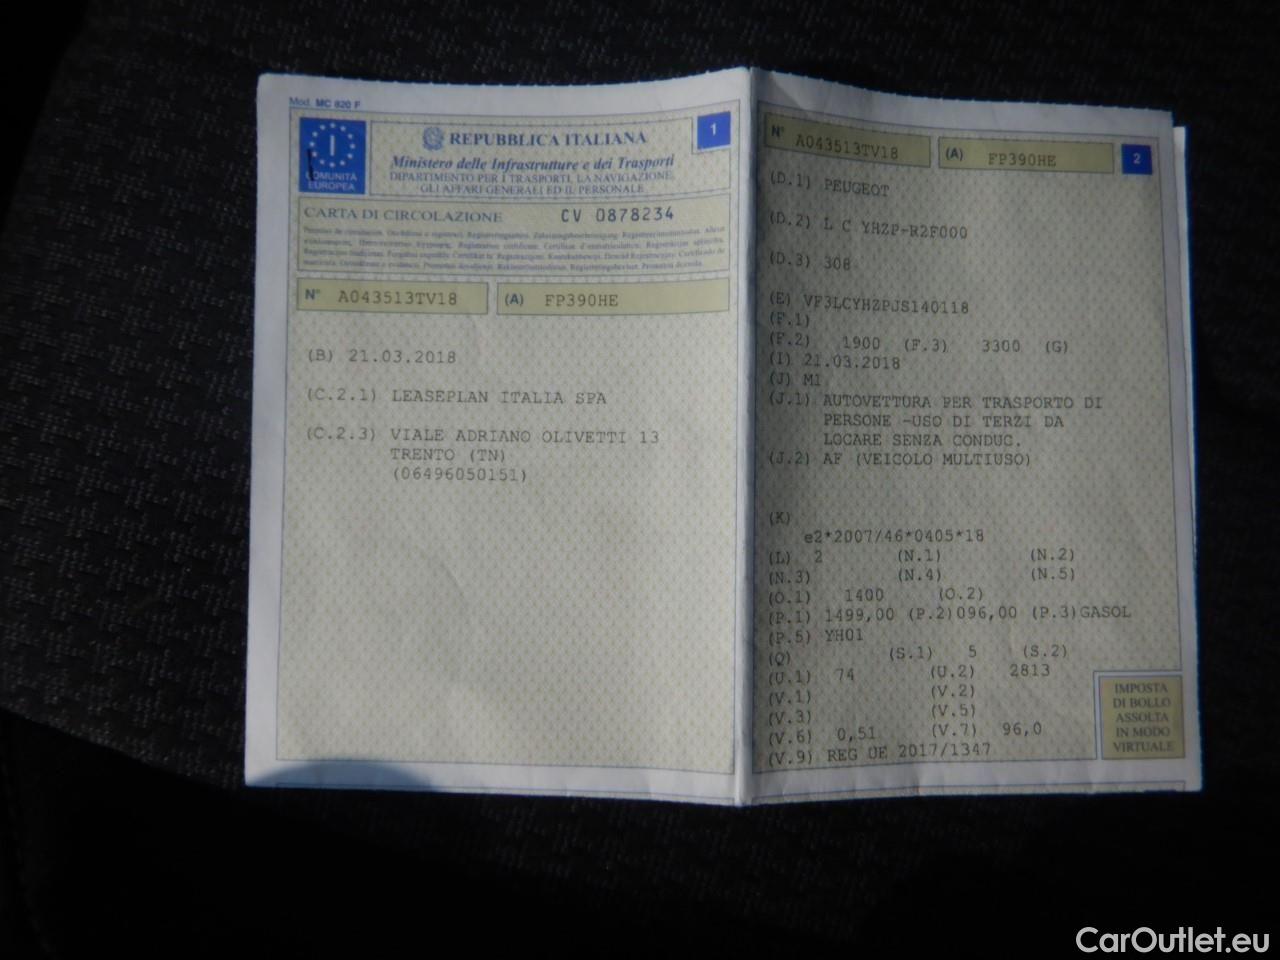 Mod. MC 820 F
I
COMUNITÀ
EUROPEA
REPUBBLICA ITALIANA
1
Ministero delle Infrastrutture e dei Trasporti
DIPARTIMENTO PER I TRASPORTI, LA NAVIGAZIONE,
GLI AFFARI GENERALI ED IL PERSONALE
CARTA DI CIRCOLAZIONE CV 0878234
N° A043513TV18 (A) FP390HE
(B) 21.03.2018
(C.2.1) LEASEPLAN ITALIA SPA
(C.2.3) VIALE ADRIANO OLIVETTI 13
TRENTO (TN)
(06496050151)
N° A043513TV18 (A) FP390HE 2
(D.1) PEUGEOT
(D.2) L C YHZP-R2F000
(D.3) 308
(E) VF3LCYHZPJS140118
(F.1)
(F.2) 1900 (F.3) 3300 (G)
(I) 21.03.2018
(J) M1
(J.1) AUTOVETTURA PER TRASPORTO DI
PERSONE -USO DI TERZI DA
LOCARE SENZA CONDUC.
(J.2) AF (VEICOLO MULTIUSO)
(K)
e2*2007/46*0405*18
(L) 2 (N.1) (N.2)
(N.3) (N.4) (N.5)
(O.1) 1400 (O.2)
(P.1) 1499,00 (P.2)096,00 (P.3)GASOL
(P.5) YH01
(Q) (S.1) 5 (S.2)
(U.1) 74 (U.2) 2813
(V.1) (V.2)
(V.3) (V.5)
(V.6) 0,51 (V.7) 96,0
(V.9) REG UE 2017/1347
IMPOSTA
DI BOLLO
ASSOLTA
IN MODO
VIRTUALE
CarOutlet.eu